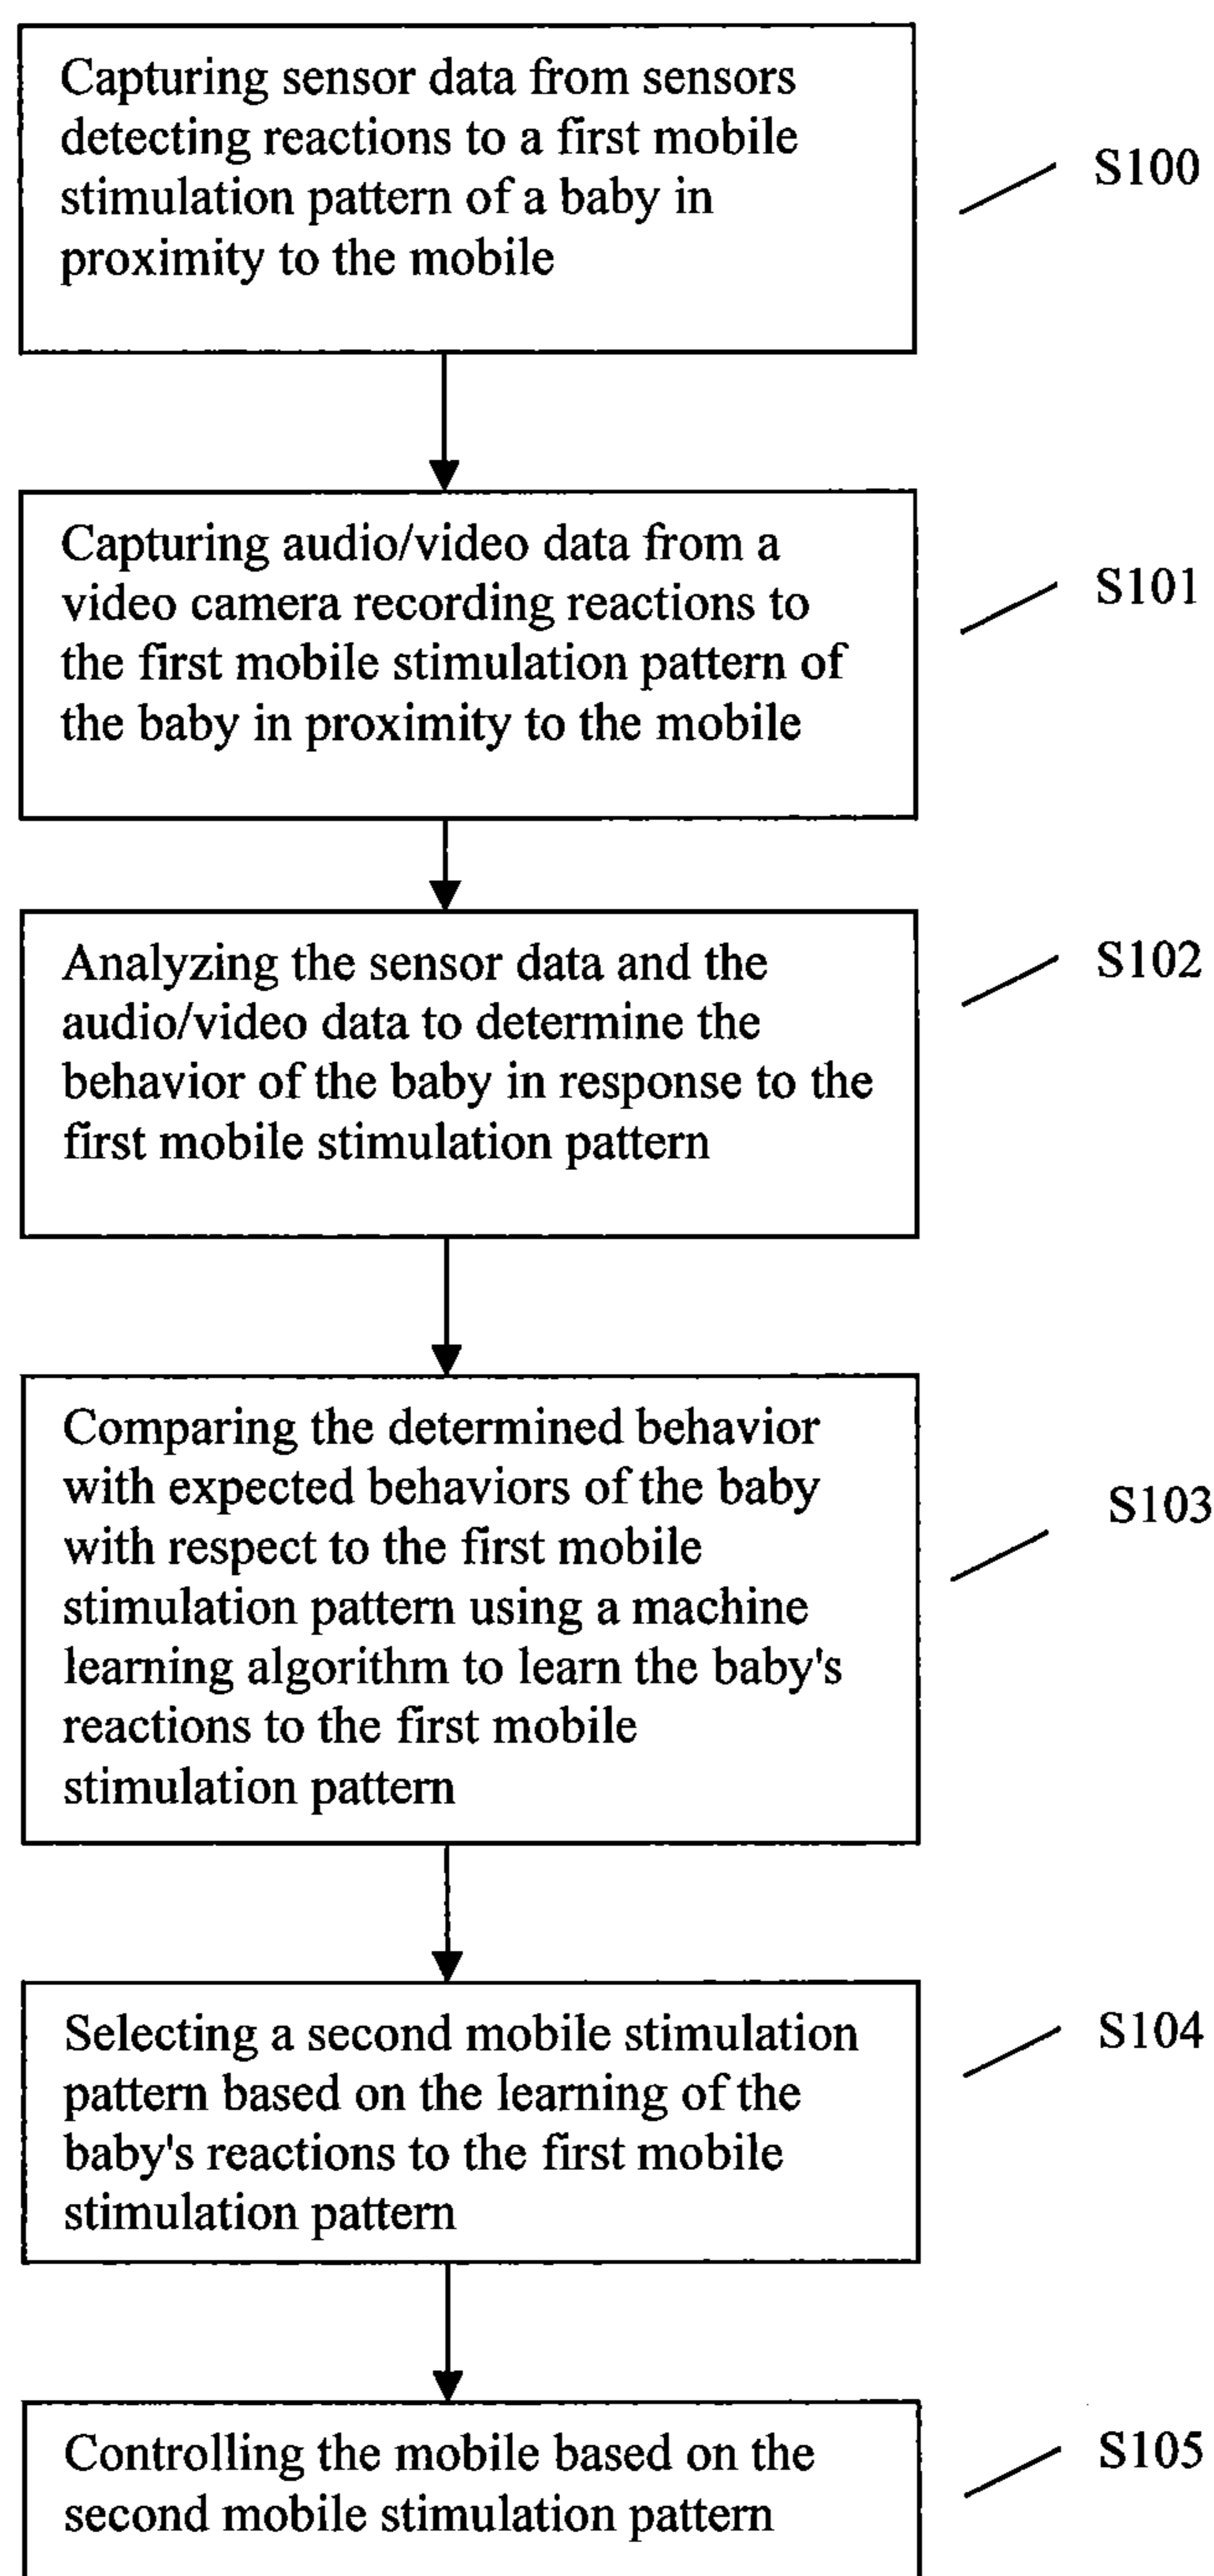 Capturing sensor data from sensors
detecting reactions to a first mobile
stimulation pattern of a baby in
proximity to the mobile
S100
Capturing audio/video data from a
video camera recording reactions to
the first mobile stimulation pattern of
the baby in proximity to the mobile
S101
Analyzing the sensor data and the
audio/video data to determine the
behavior of the baby in response to the
first mobile stimulation pattern
S102
Comparing the determined behavior
with expected behaviors of the baby
with respect to the first mobile
stimulation pattern using a machine
learning algorithm to learn the baby's
reactions to the first mobile
stimulation pattern
S103
Selecting a second mobile stimulation
pattern based on the learning of the
baby's reactions to the first mobile
stimulation pattern
S104
Controlling the mobile based on the
second mobile stimulation pattern
S105